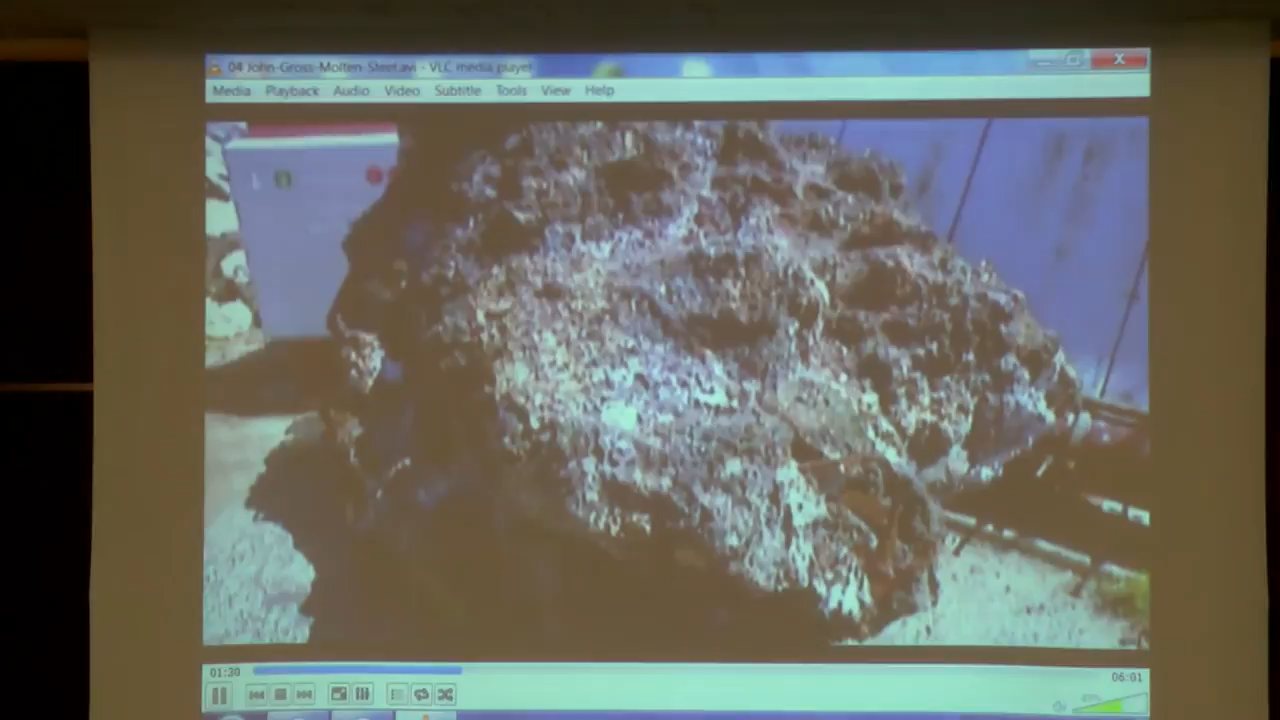 04 John-Gross-Molten-Steel.avi - VLC media player
Media Playback Audio Video Subtitle Tools View Help
01:30
06:01